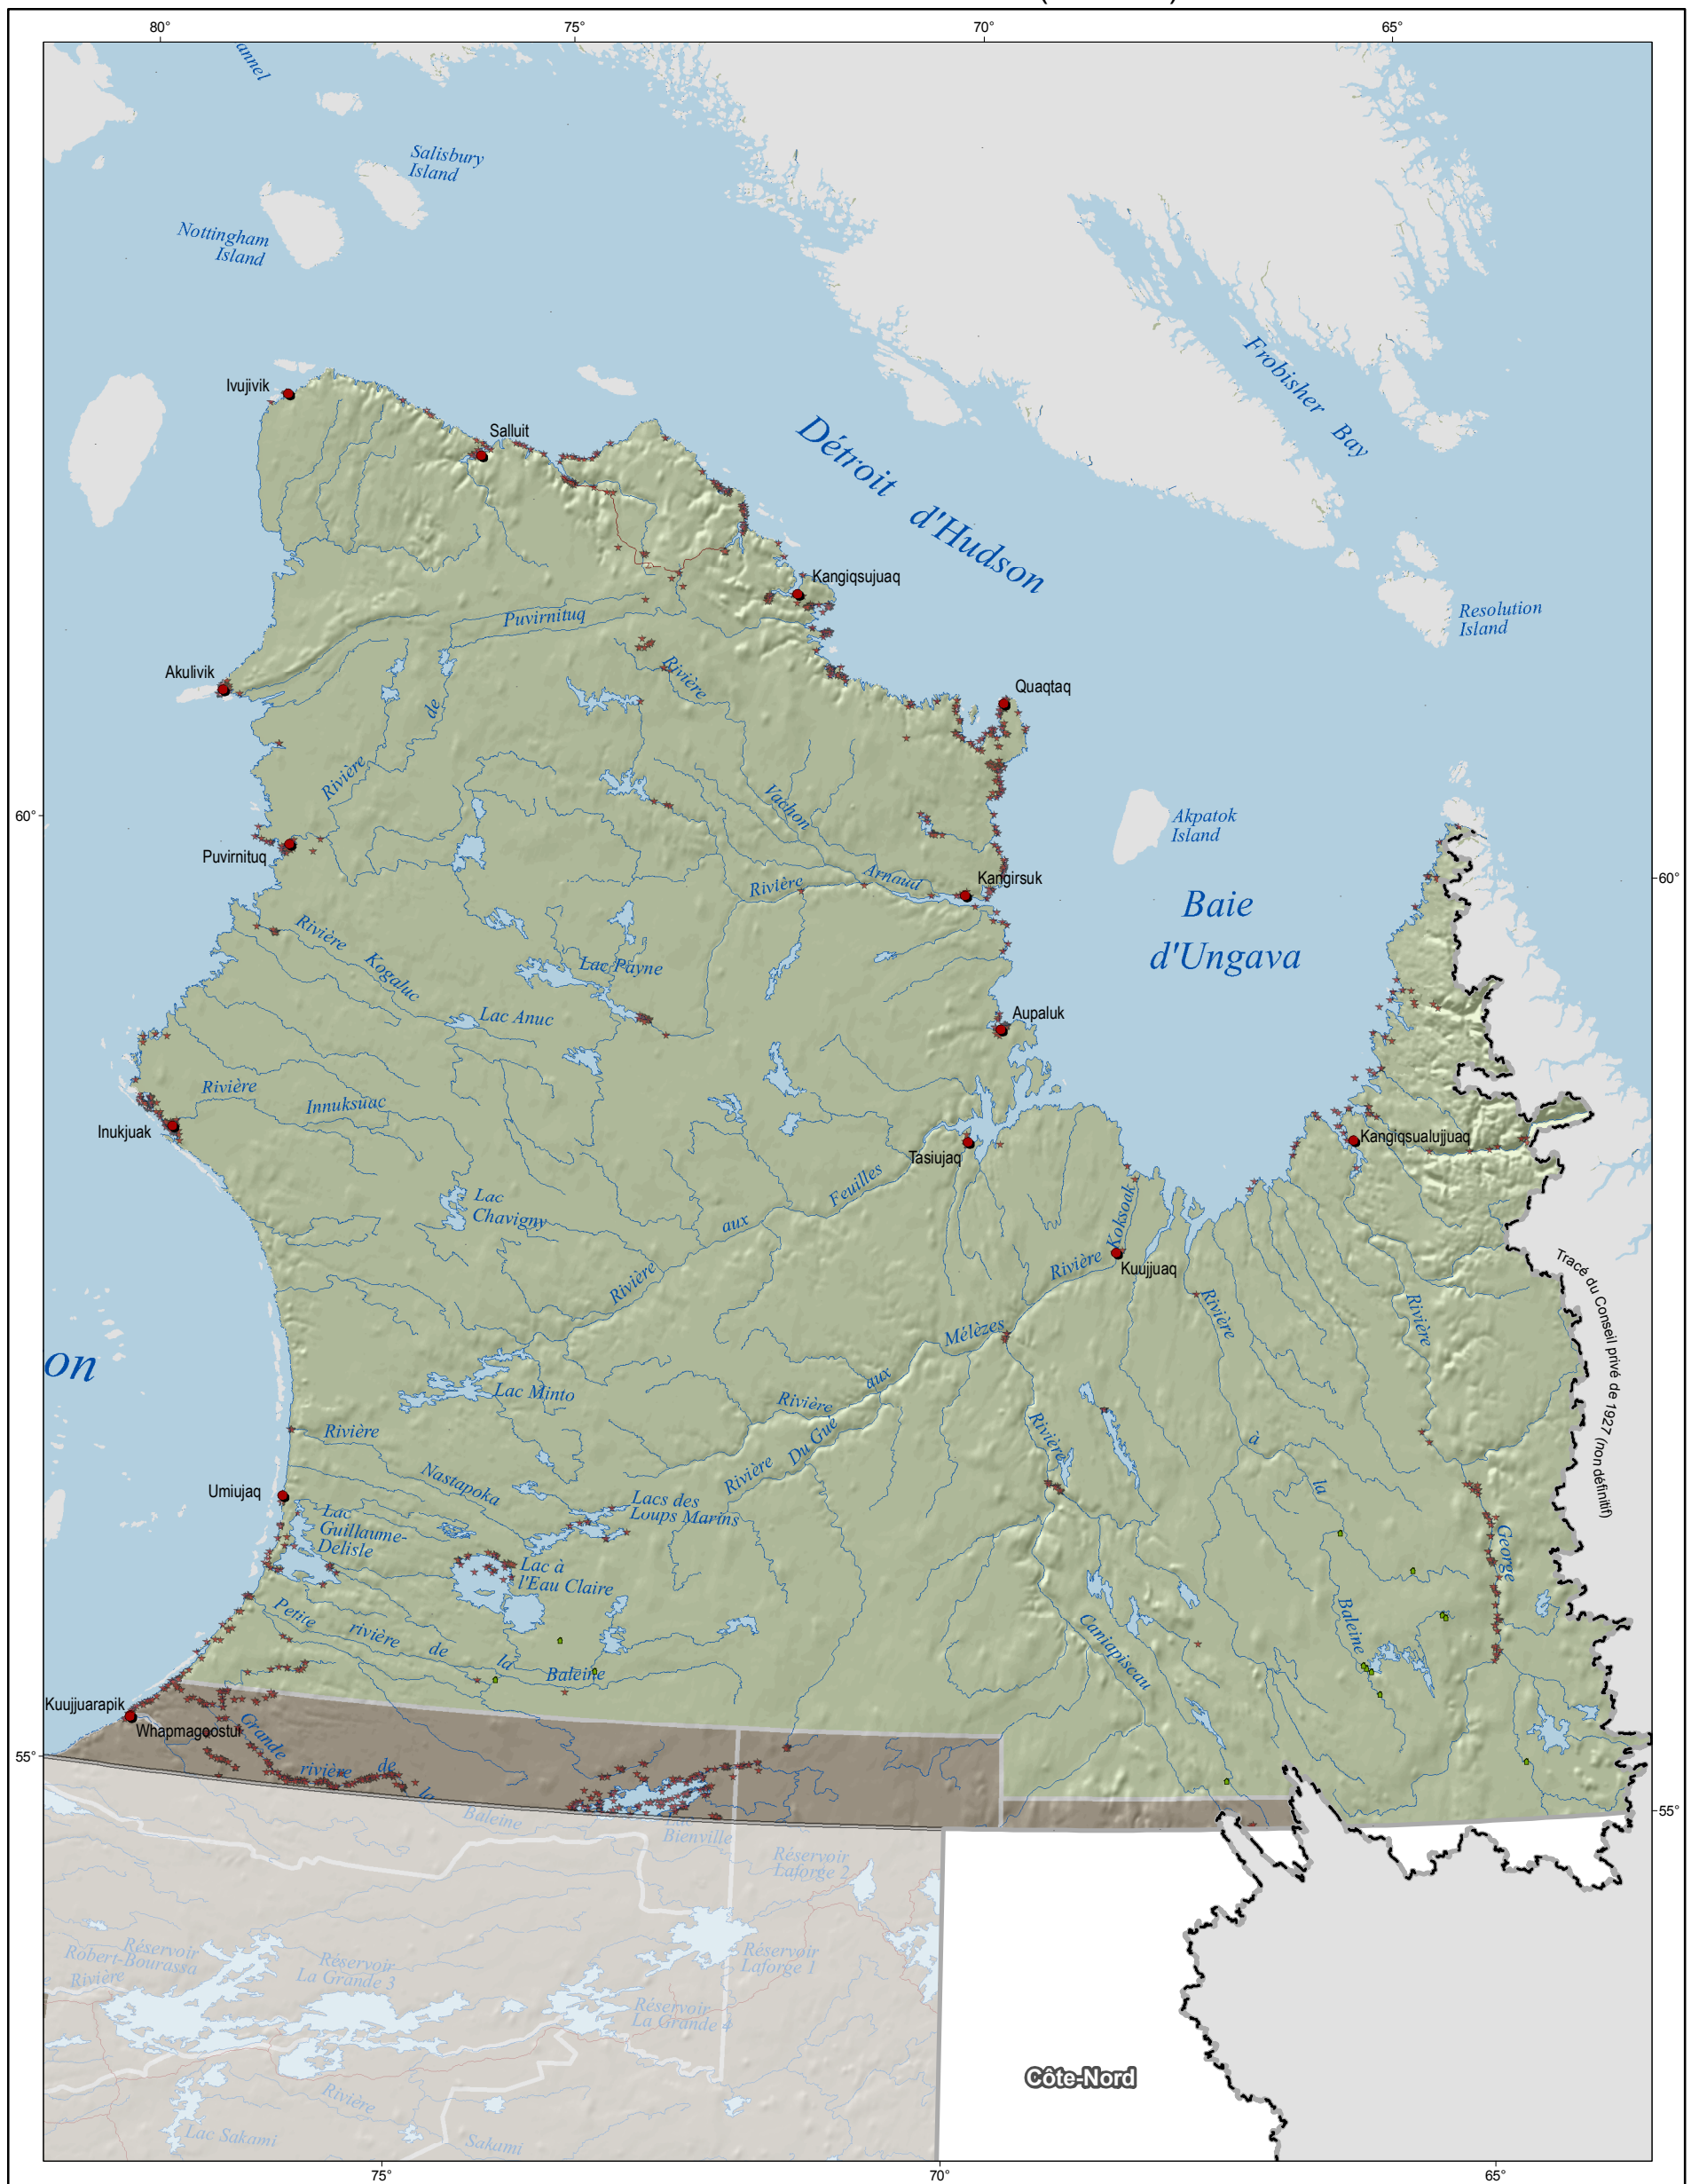 80°
75°
70°
65°
annel
Salisbury
Island
Nottingham
Island
Frobisher Bay
Ivujivik
Salluit
Détroit d'Hudson
Kangiqsujuaq
Resolution
Island
Puvirnituq
Akulivik
Rivière
Quaqtaq
de
Rivière
Vachon
60°
Akpatok
Island
Puvirnituq
Kangirsuk
Arnaud
Rivière
60°
Baie
d'Ungava
Rivière
Kogaluc
Lac Payne
Lac Anuc
Aupaluk
Rivière
Innuksuac
Inukjuak
Kangiqsualujjuaq
Tasiujaq
Feuilles
Lac
Chavigny
aux
Rivière
Koksoak
Rivière
Kuujjuaq
Tracé du Conseil privé de 1927 (non définitif)
Rivière
Rivière
Mélèzes
on
aux
Lac Minto
Rivière
Du Gué
Rivière
Rivière
Rivière
à
Nastapoka
la
Umiujaq
Lacs des
Loups Marins
Lac
Guillaume-
Delisle
George
Lac à
l'Eau Claire
Baleine
Petite rivière de la Baleine
Caniapiscau
Kuujjuarapik
Whapmagoostui
Grande
rivière de la
55°
Baleine
Lac
Bienville
55°
Réservoir
Laforge 2
Réservoir
Robert-Bourassa
Réservoir
La Grande 3
Réservoir
Laforge 1
e Rivière
Réservoir
La Grande 4
Côte-Nord
Rivière
Lac Sakami
Sakami
75°
70°
65°